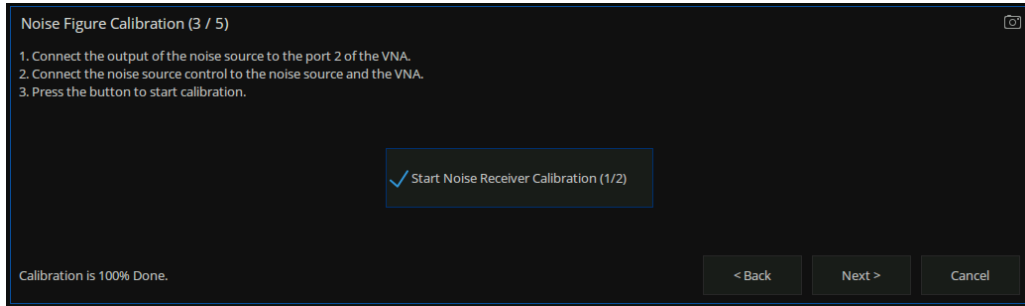 Noise Figure Calibration (3 / 5)
1. Connect the output of the noise source to the port 2 of the VNA.
2. Connect the noise source control to the noise source and the VNA.
3. Press the button to start calibration.
Start Noise Receiver Calibration (1/2)
Calibration is 100% Done.
< Back
Next >
Cancel